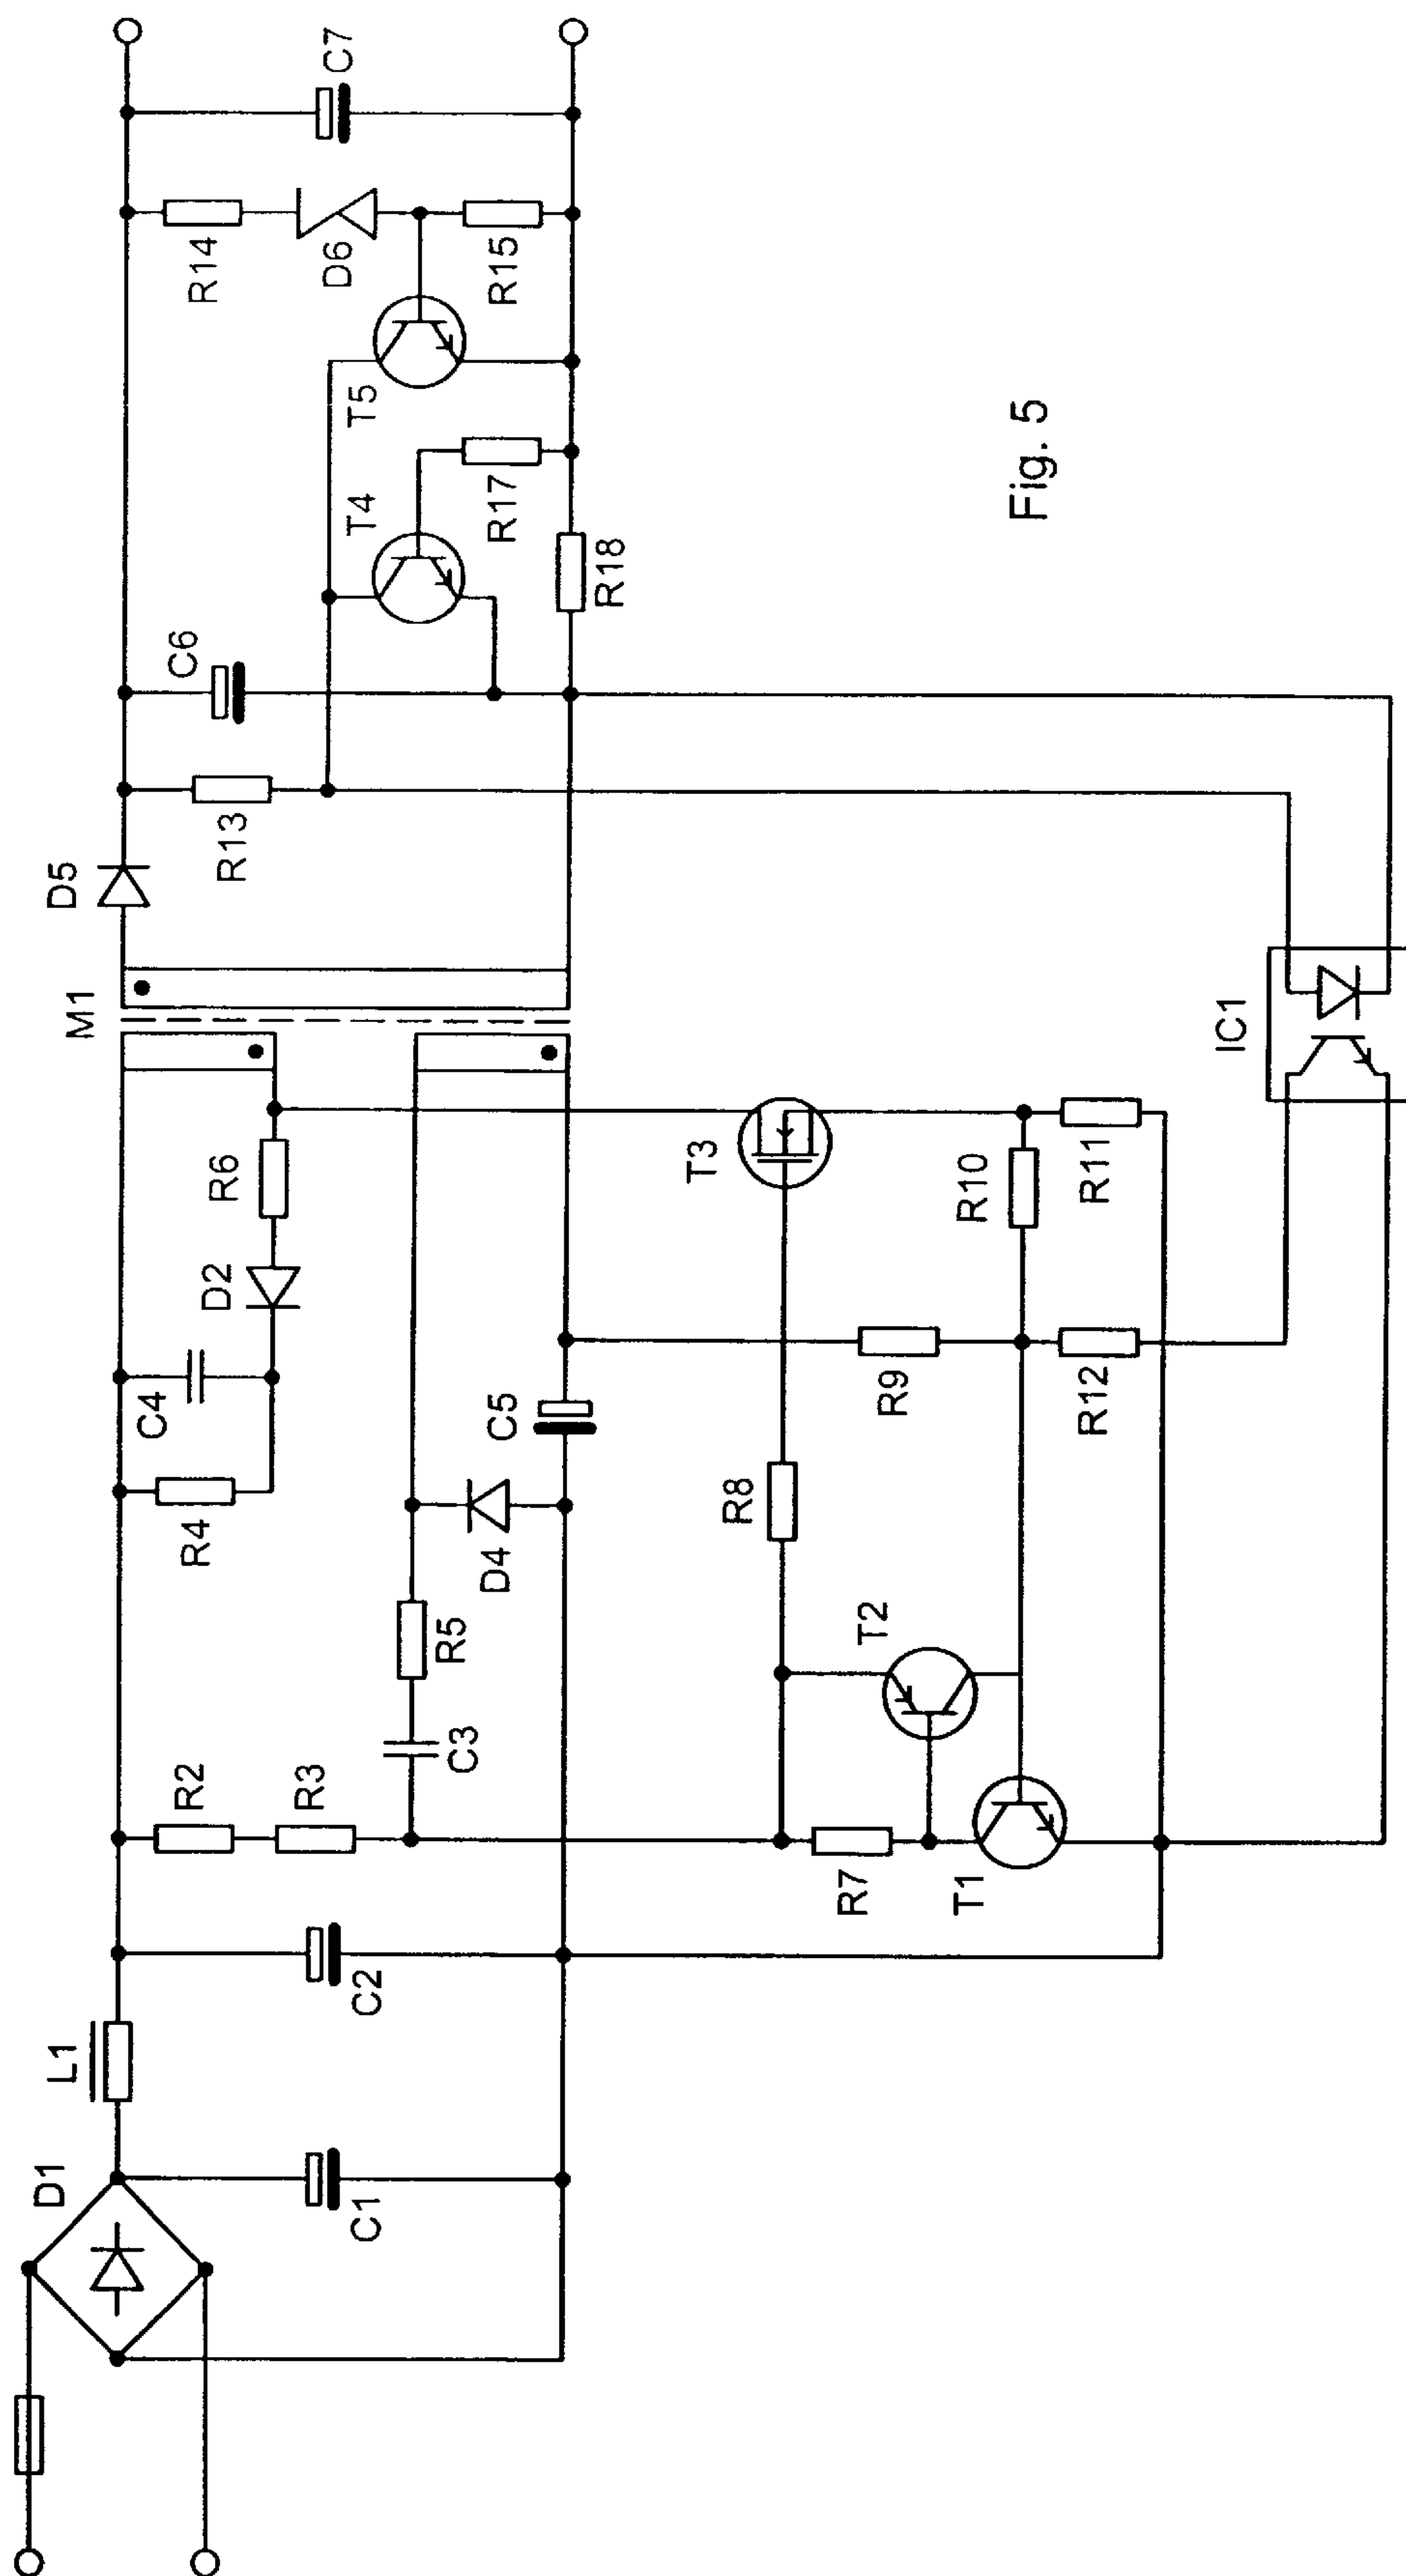 D1
L1
C1
C2
R2
R3
C3
R5
D4
R4
C4
D2
R6
C5
M1
D5
R13
C6
T4
R17
R18
T5
R14
D6
R15
C7
R7
T1
T2
R8
R9
R12
R10
R11
T3
IC1
Fig. 5